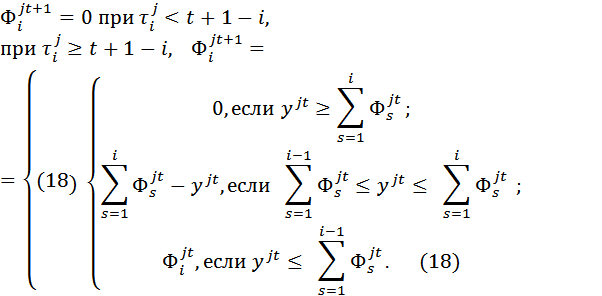 Φ_i^{jt+1} = 0 при τ_i^j < t + 1 − i,
при τ_i^j ≥ t + 1 − i, Φ_i^{jt+1} =
= { (18) { 0, если y^{jt} ≥ ∑_{s=1}^{i} Φ_s^{jt} ;
∑_{s=1}^{i} Φ_s^{jt} − y^{jt}, если ∑_{s=1}^{i−1} Φ_s^{jt} ≤ y^{jt} ≤ ∑_{s=1}^{i} Φ_s^{jt} ;
Φ_i^{jt}, если y^{jt} ≤ ∑_{s=1}^{i−1} Φ_s^{jt}. (18)